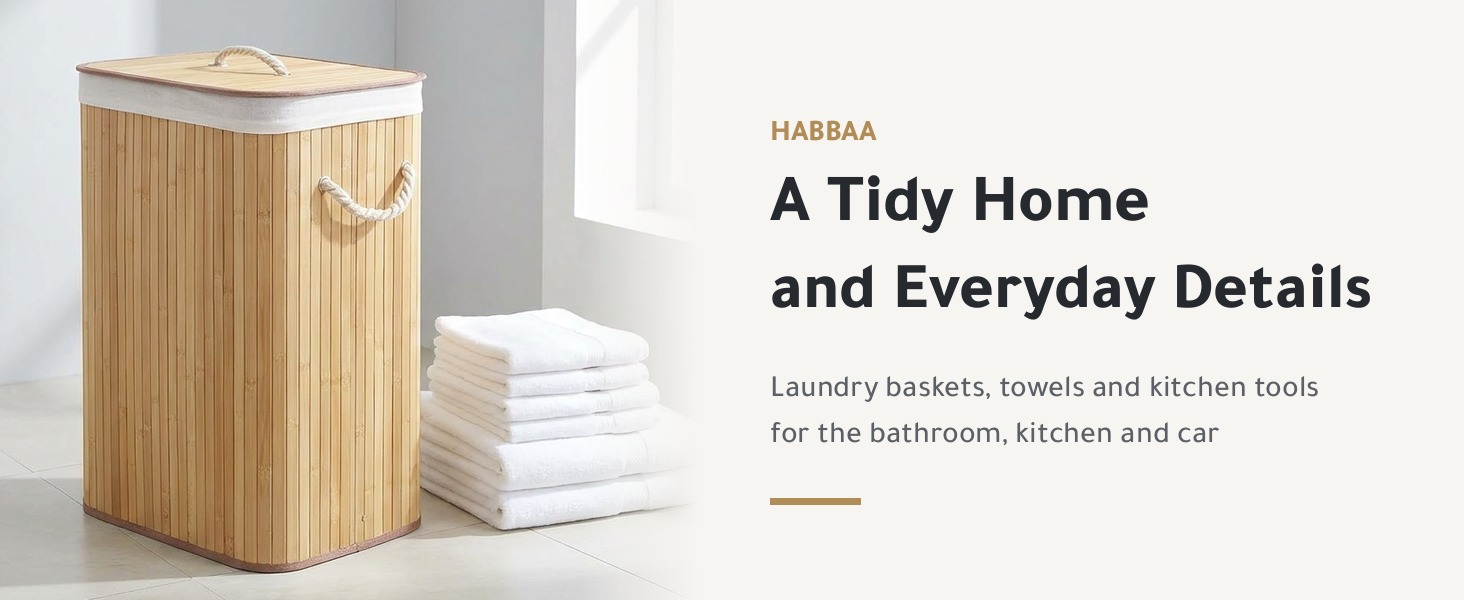 HABBAA
A Tidy Home
and Everyday Details
Laundry baskets, towels and kitchen tools
for the bathroom, kitchen and car